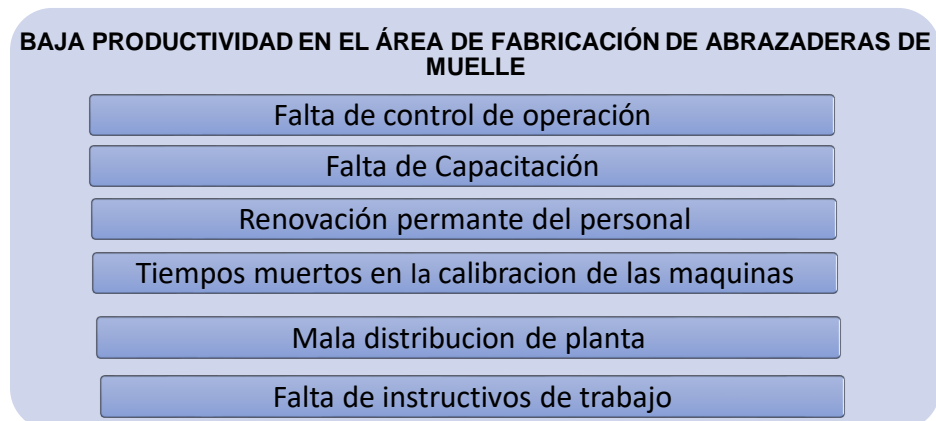 BAJA PRODUCTIVIDAD EN EL ÁREA DE FABRICACIÓN DE ABRAZADERAS DE
MUELLE
Falta de control de operación
Falta de Capacitación
Renovación permante del personal
Tiempos muertos en la calibracion de las maquinas
Mala distribucion de planta
Falta de instructivos de trabajo